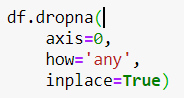 df.dropna(
    axis=0,
    how='any',
    inplace=True)